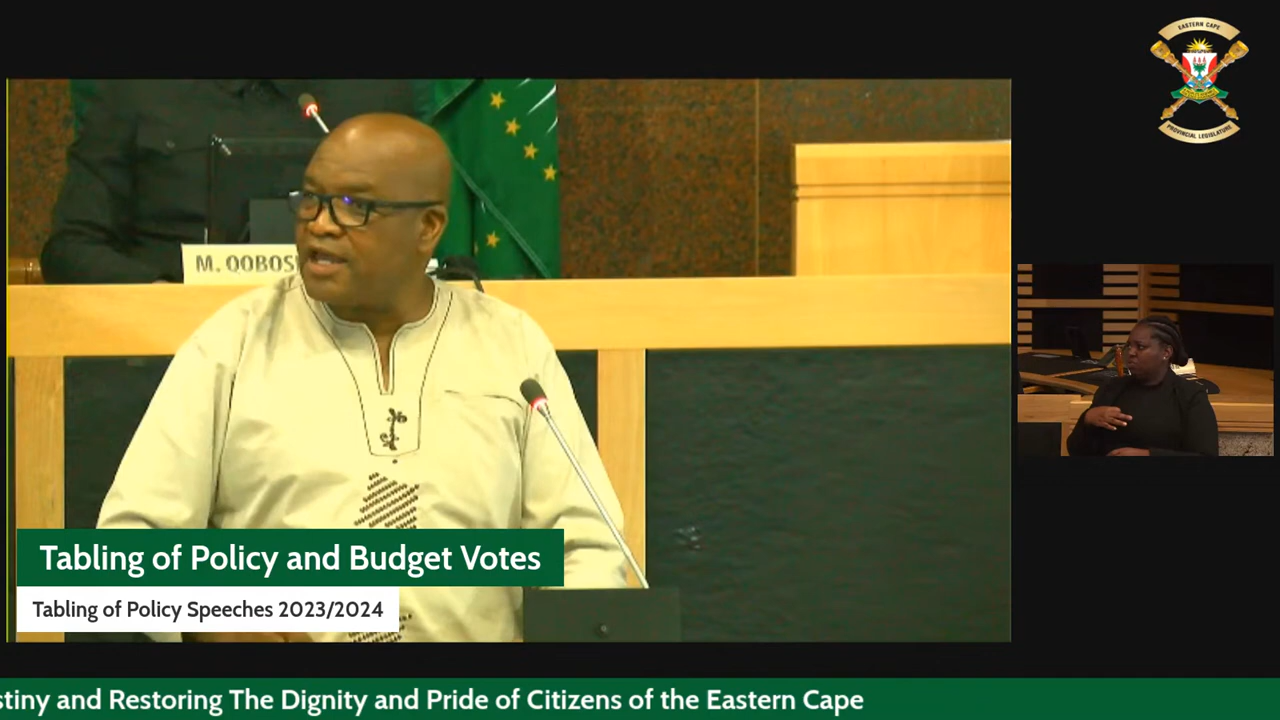 EASTERN CAPE
PROVINCIAL LEGISLATURE
M. QOBOS
Tabling of Policy and Budget Votes
Tabling of Policy Speeches 2023/2024
stiny and Restoring The Dignity and Pride of Citizens of the Eastern Cape